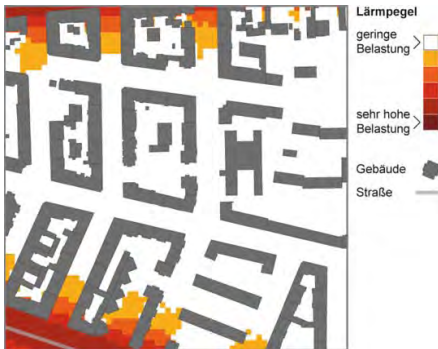 Lärmpegel
geringe
Belastung
sehr hohe
Belastung
Gebäude
Straße